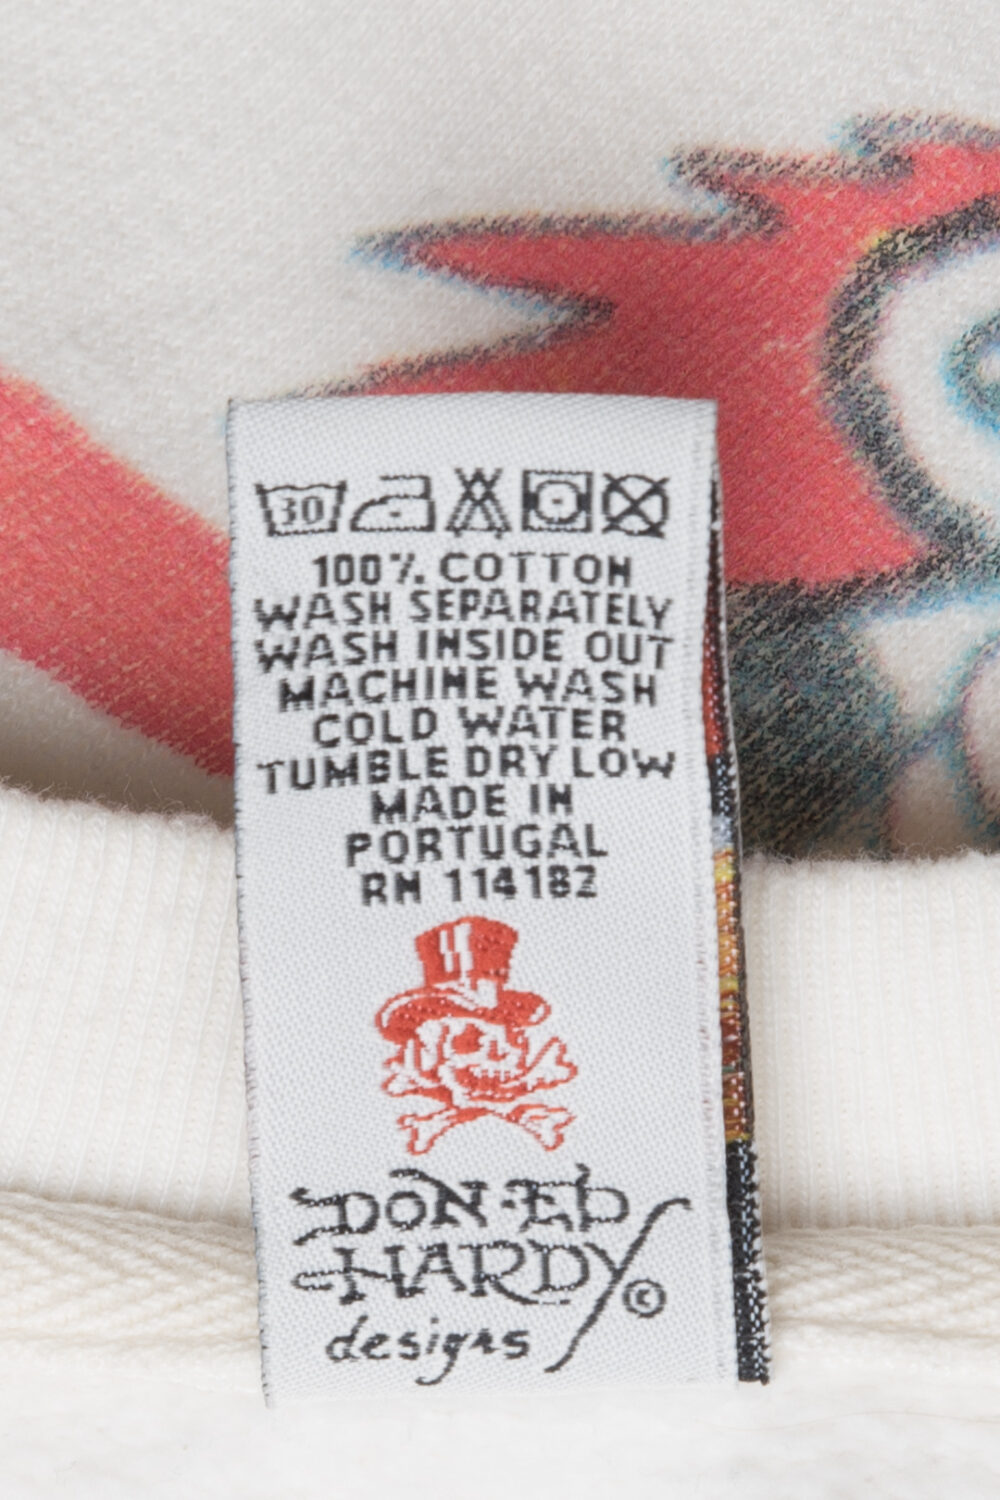 30
100% COTTON
WASH SEPARATELY
WASH INSIDE OUT
MACHINE WASH
COLD WATER
TUMBLE DRY LOW
MADE IN
PORTUGAL
RN 114182
DON·ED
HARDY ©
designs